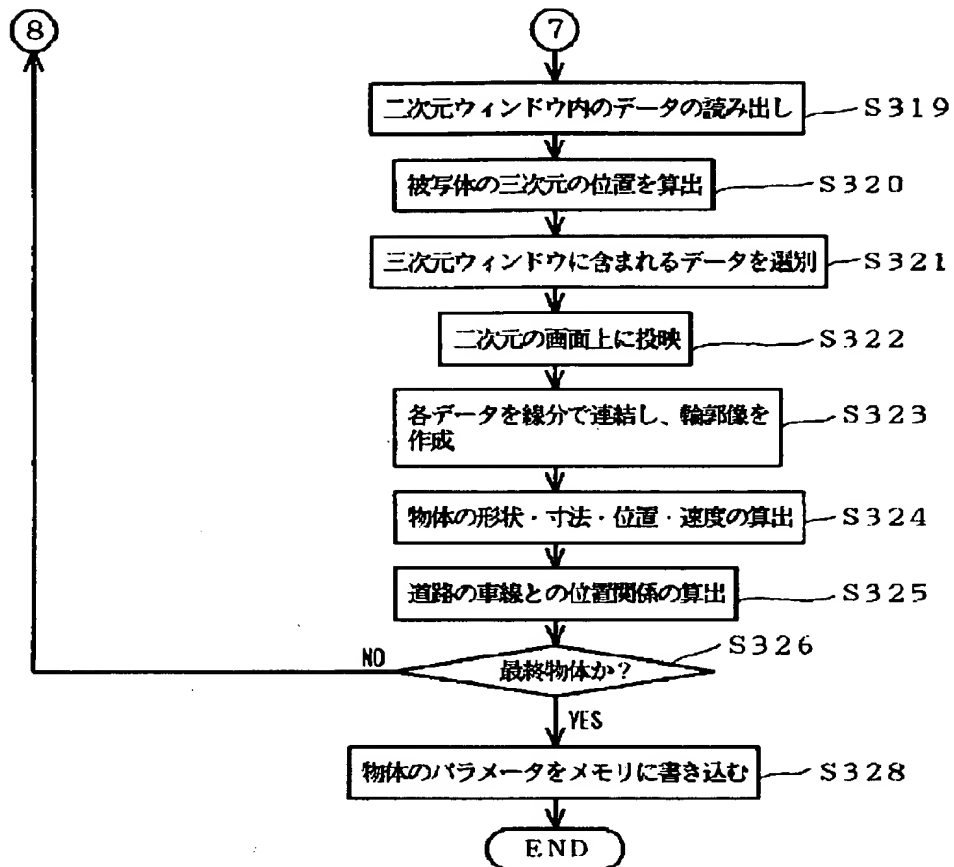 8
7
二次元ウィンドウ内のデータの読み出し
S319
被写体の三次元の位置を算出
S320
三次元ウィンドウに含まれるデータを選別
S321
二次元の画面上に投映
S322
各データを線分で連結し、輪郭像を
作成
S323
物体の形状・寸法・位置・速度の算出
S324
道路の車線との位置関係の算出
S325
S326
NO
最終物体か?
YES
物体のパラメータをメモリに書き込む
S328
END